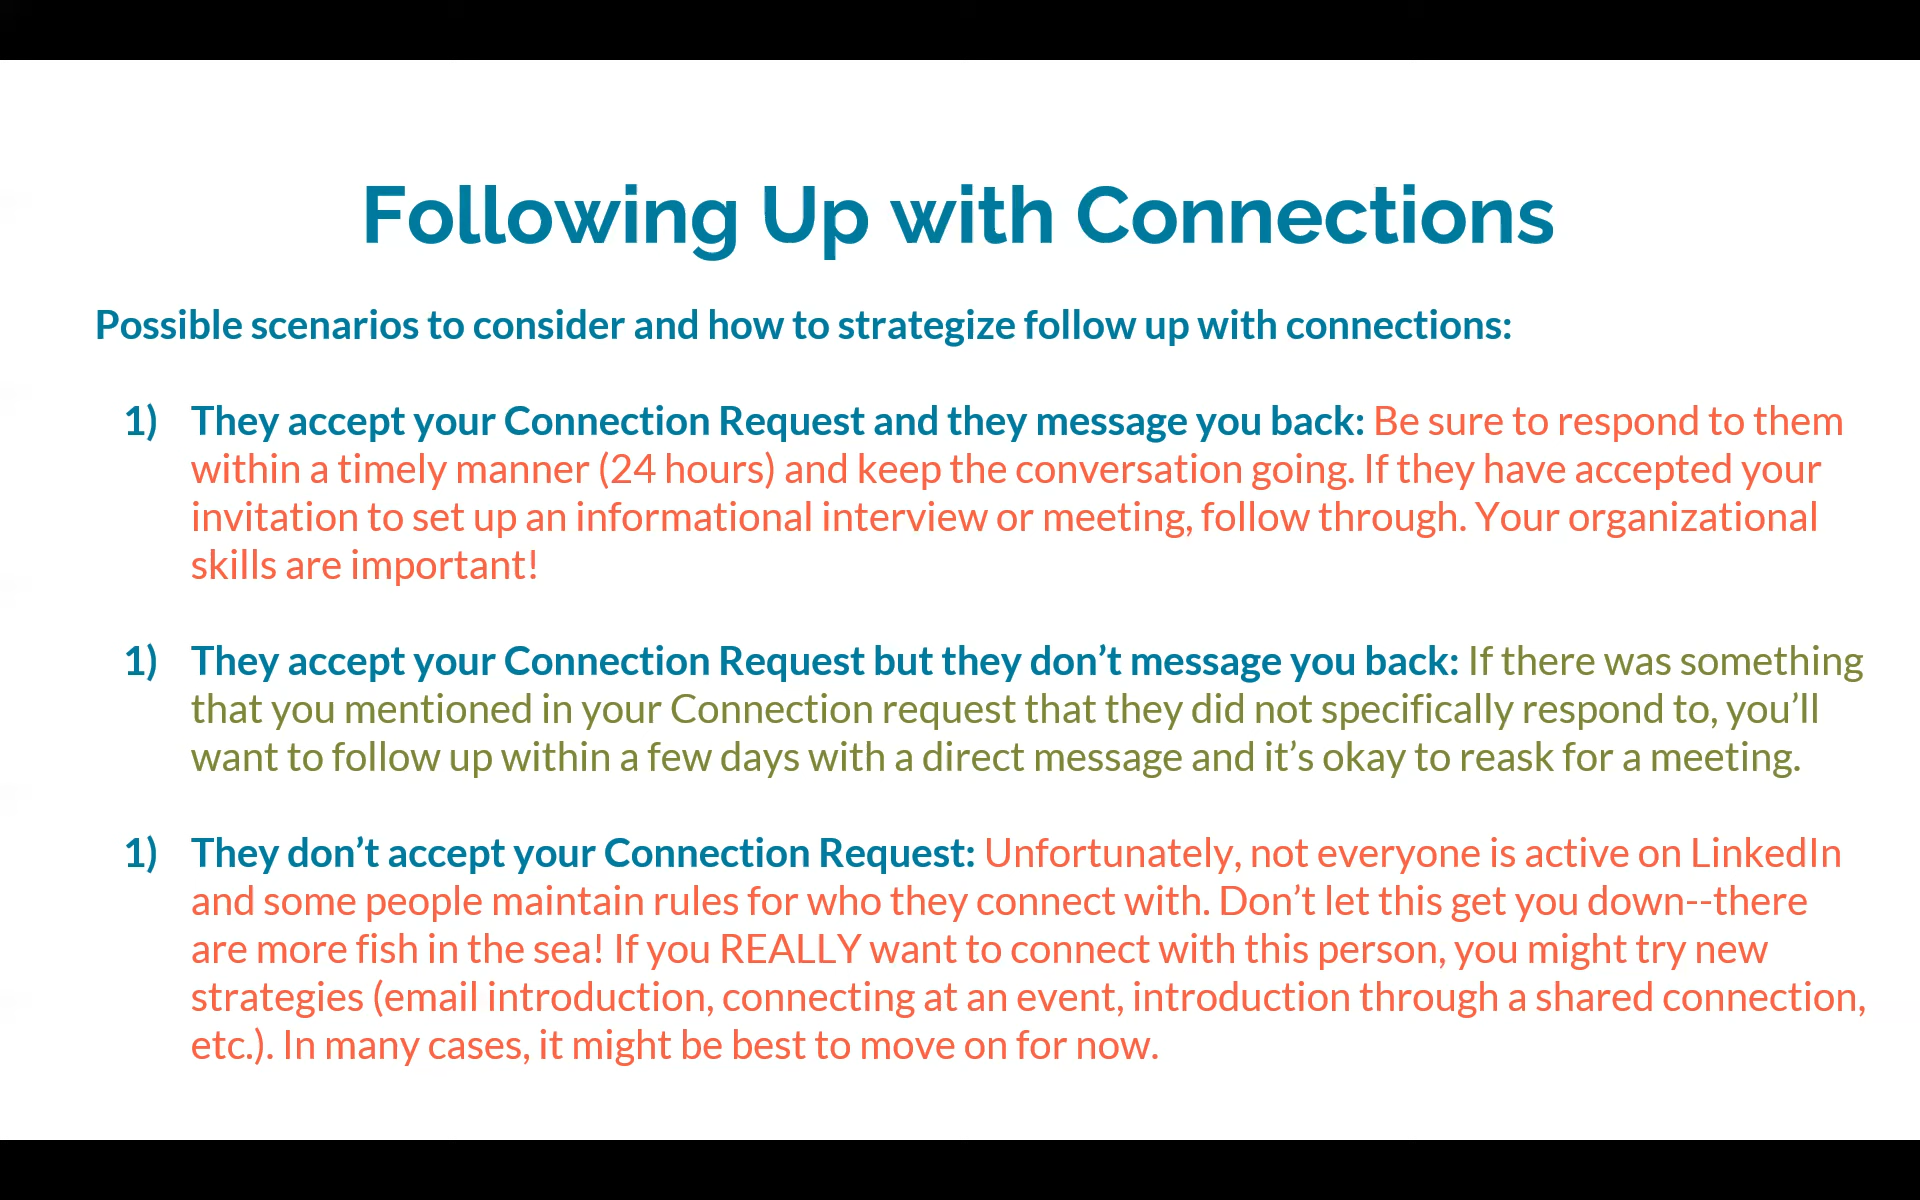 Following Up with Connections
Possible scenarios to consider and how to strategize follow up with connections:
1) They accept your Connection Request and they message you back: Be sure to respond to them
within a timely manner (24 hours) and keep the conversation going. If they have accepted your
invitation to set up an informational interview or meeting, follow through. Your organizational
skills are important!
1) They accept your Connection Request but they don’t message you back: If there was something
that you mentioned in your Connection request that they did not specifically respond to, you’ll
want to follow up within a few days with a direct message and it’s okay to reask for a meeting.
1) They don’t accept your Connection Request: Unfortunately, not everyone is active on LinkedIn
and some people maintain rules for who they connect with. Don’t let this get you down--there
are more fish in the sea! If you REALLY want to connect with this person, you might try new
strategies (email introduction, connecting at an event, introduction through a shared connection,
etc.). In many cases, it might be best to move on for now.